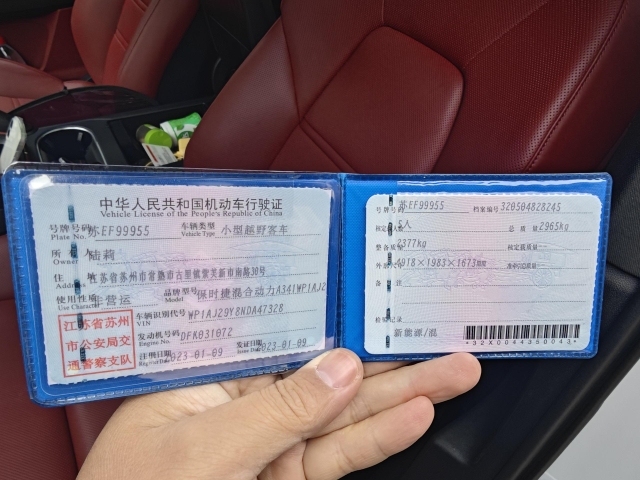 中华人民共和国机动车行驶证
Vehicle License of the People's Republic of China
号牌号码 苏EF99955 车辆类型 小型越野客车
Plate No. Vehicle Type
所有人 陆莉
Owner
住址 江苏省苏州市常熟市古里镇紫芙新市南路30号
Address
使用性质 非营运 品牌型号 保时捷混合动力A341WP1AJ2
Use Character Model
江苏省苏州
市公安局交
通警察支队
车辆识别代号 WP1AJ29Y8NDA47328
VIN
发动机号码 DFK031072
Engine No.
注册日期 2023-01-09 发证日期 2023-01-09
Register Date Issue Date
号牌号码 苏EF99955 档案编号 320504828245
核定载人数 5人 总质量 2965kg
整备质量 2377kg 核定载质量
外廓尺寸 4918×1983×1673mm 准牵引总质量
备注
检验记录
新能源/混
*32X0044350043*